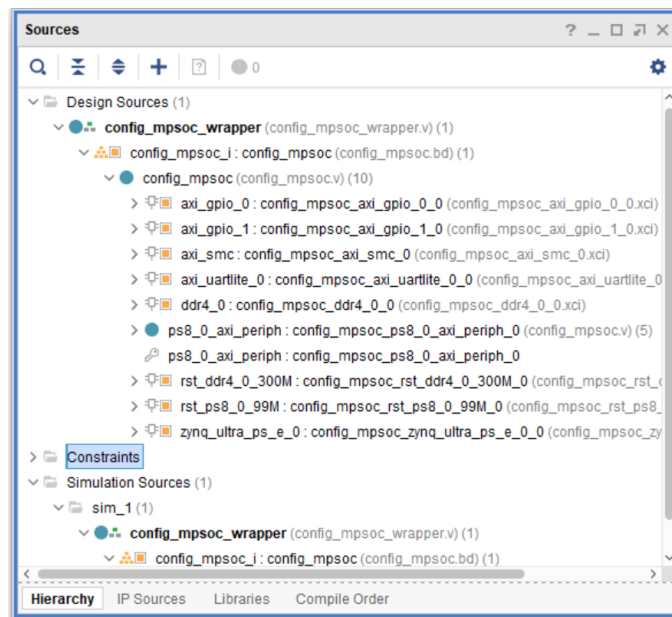 Sources
0
Design Sources (1)
config_mpsoc_wrapper (config_mpsoc_wrapper.v) (1)
config_mpsoc_i : config_mpsoc (config_mpsoc.bd) (1)
config_mpsoc (config_mpsoc.v) (10)
axi_gpio_0 : config_mpsoc_axi_gpio_0_0 (config_mpsoc_axi_gpio_0_0.xci)
axi_gpio_1 : config_mpsoc_axi_gpio_1_0 (config_mpsoc_axi_gpio_1_0.xci)
axi_smc : config_mpsoc_axi_smc_0 (config_mpsoc_axi_smc_0.xci)
axi_uartlite_0 : config_mpsoc_axi_uartlite_0_0 (config_mpsoc_axi_uartlite_0
ddr4_0 : config_mpsoc_ddr4_0_0 (config_mpsoc_ddr4_0_0.xci)
ps8_0_axi_periph : config_mpsoc_ps8_0_axi_periph_0 (config_mpsoc.v) (5)
ps8_0_axi_periph : config_mpsoc_ps8_0_axi_periph_0
rst_ddr4_0_300M : config_mpsoc_rst_ddr4_0_300M_0 (config_mpsoc_rst_
rst_ps8_0_99M : config_mpsoc_rst_ps8_0_99M_0 (config_mpsoc_rst_ps8_
zynq_ultra_ps_e_0 : config_mpsoc_zynq_ultra_ps_e_0_0 (config_mpsoc_zy
Constraints
Simulation Sources (1)
sim_1 (1)
config_mpsoc_wrapper (config_mpsoc_wrapper.v) (1)
config_mpsoc_i : config_mpsoc (config_mpsoc.bd) (1)
Hierarchy IP Sources Libraries Compile Order